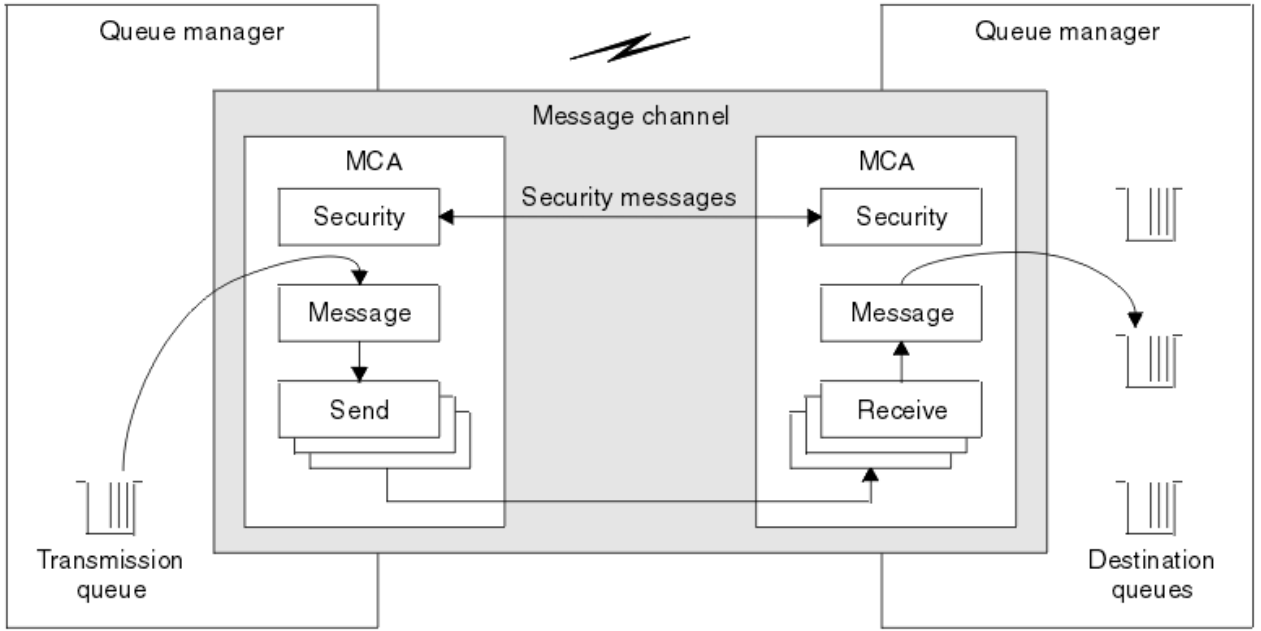 Queue manager
Queue manager
Message channel
MCA
MCA
Security messages
Security
Security
Message
Message
Send
Receive
Transmission
queue
Destination
queues